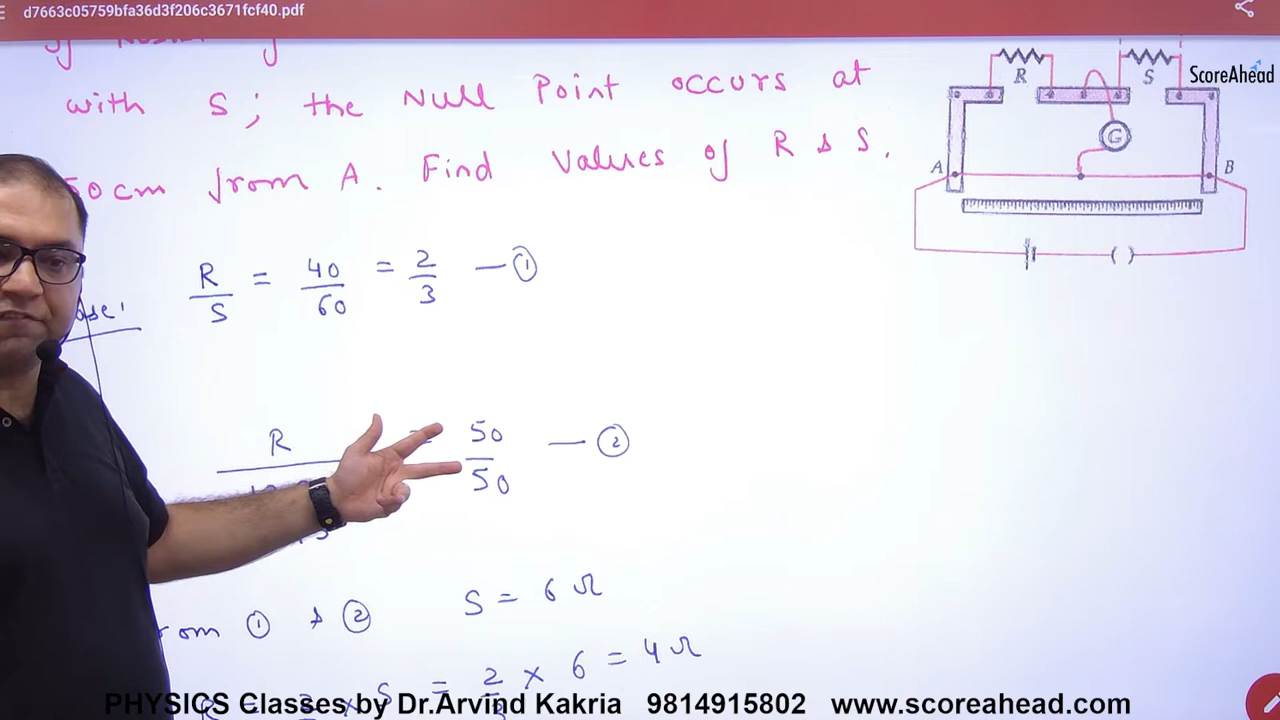 d7663c05759bfa36d3f206c3671fcf40.pdf
ScoreAhead
with S; the Null Point occurs at
50cm from A. Find Values of R & S.
R S
G
A B
R/S = 40/60 = 2/3 — ①
R = 50/50 — ②
from ① & ② S = 6 Ω
= 2/3 × 6 = 4 Ω
PHYSICS Classes by Dr.Arvind Kakria 9814915802 www.scoreahead.com